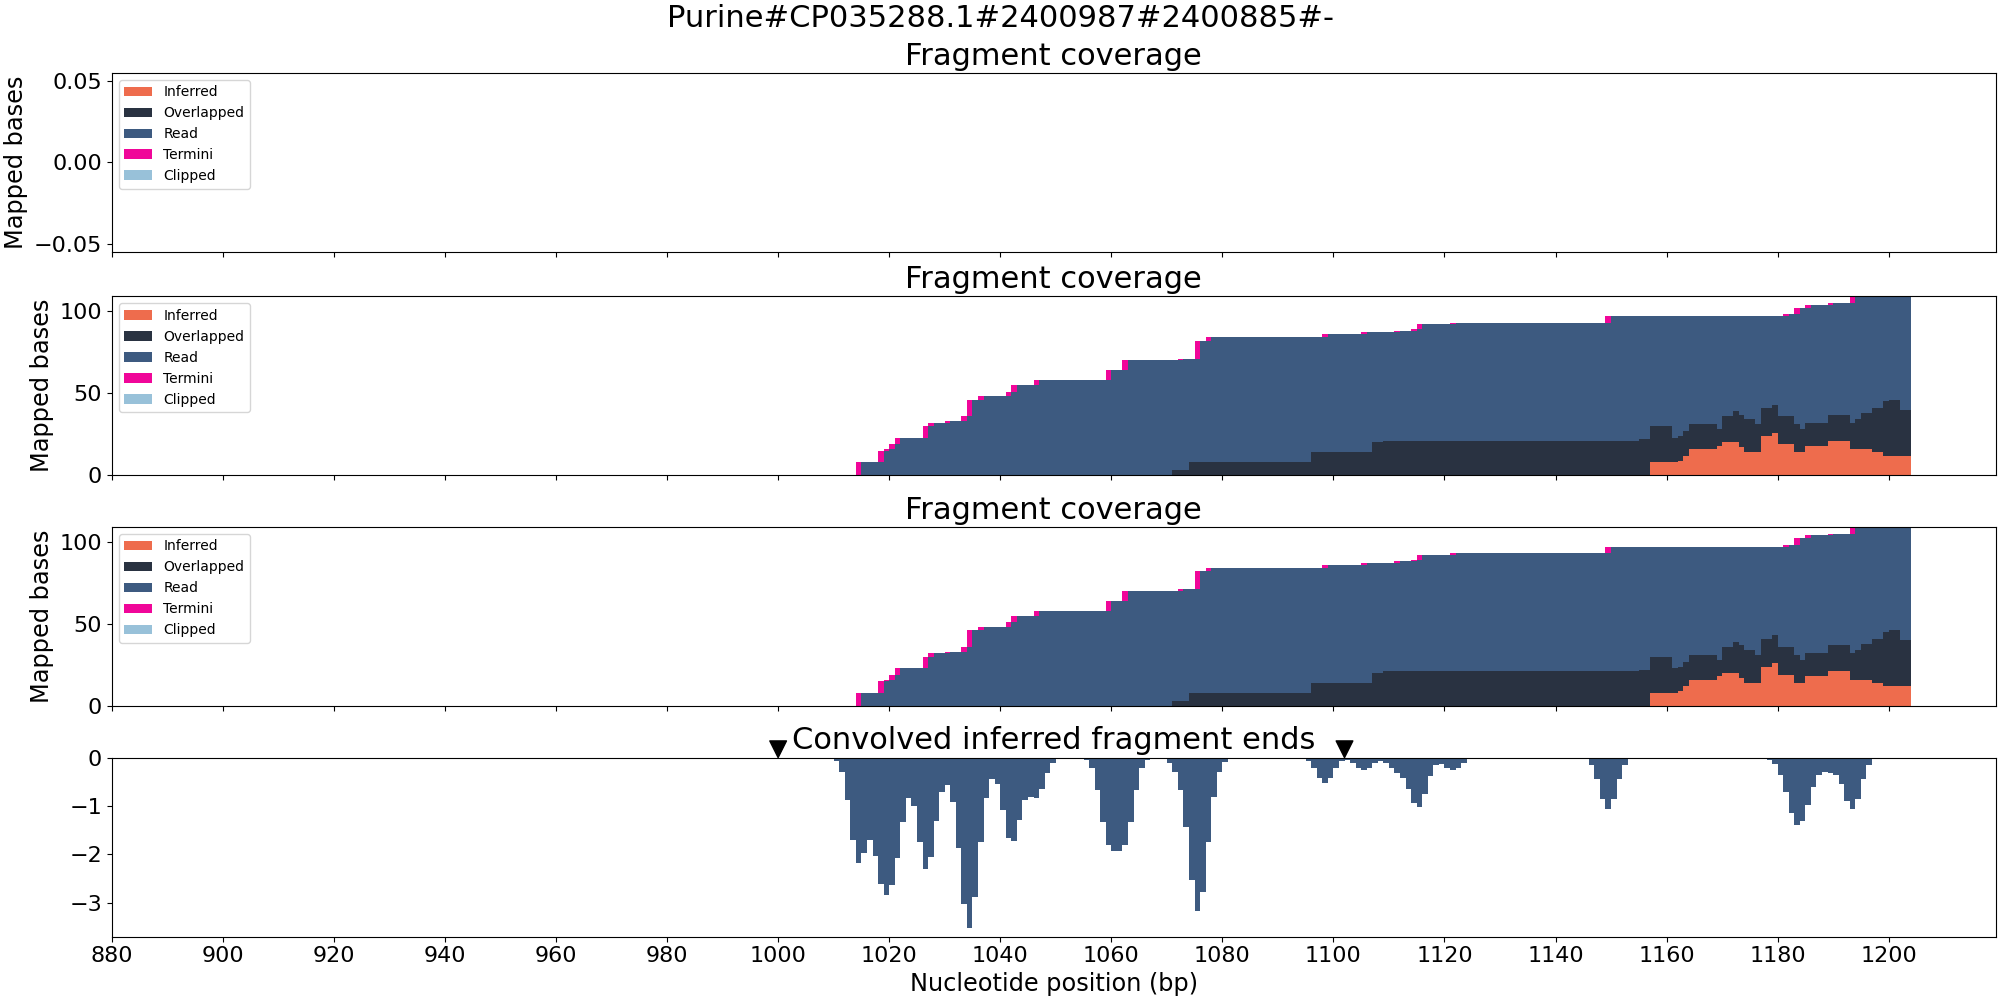 Purine#CP035288.1#2400987#2400885#-
Fragment coverage
Mapped bases
0.05
0.00
−0.05
Inferred
Overlapped
Read
Termini
Clipped
Fragment coverage
Mapped bases
100
50
0
Inferred
Overlapped
Read
Termini
Clipped
Fragment coverage
Mapped bases
100
50
0
Inferred
Overlapped
Read
Termini
Clipped
Convolved inferred fragment ends
0
−1
−2
−3
880 900 920 940 960 980 1000 1020 1040 1060 1080 1100 1120 1140 1160 1180 1200
Nucleotide position (bp)